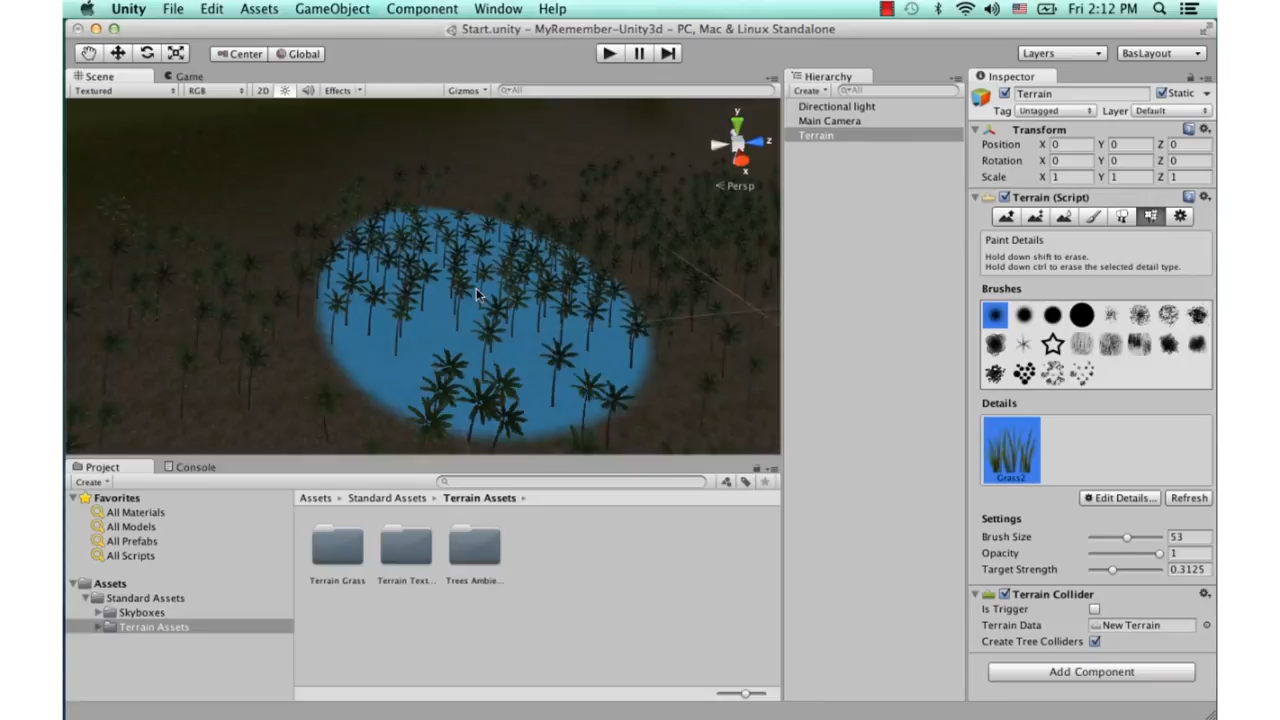 Unity File Edit Assets GameObject Component Window Help Fri 2:12 PM
Start.unity - MyRemember-Unity3d - PC, Mac & Linux Standalone
Center Global Layers BasLayout
Scene Game
Textured RGB 2D Effects Gizmos All
y
z
x
Persp
Hierarchy
Create All
Directional light
Main Camera
Terrain
Inspector
Terrain Static
Tag Untagged Layer Default
Transform
Position X 0 Y 0 Z 0
Rotation X 0 Y 0 Z 0
Scale X 1 Y 1 Z 1
Terrain (Script)
Paint Details
Hold down shift to erase.
Hold down ctrl to erase the selected detail type.
Brushes
Details
Grass2
Edit Details... Refresh
Settings
Brush Size 53
Opacity 1
Target Strength 0.3125
Terrain Collider
Is Trigger
Terrain Data New Terrain
Create Tree Colliders
Add Component
Project Console
Create
Favorites
All Materials
All Models
All Prefabs
All Scripts
Assets
Standard Assets
Skyboxes
Terrain Assets
Assets Standard Assets Terrain Assets
Terrain Grass Terrain Text... Trees Ambie...